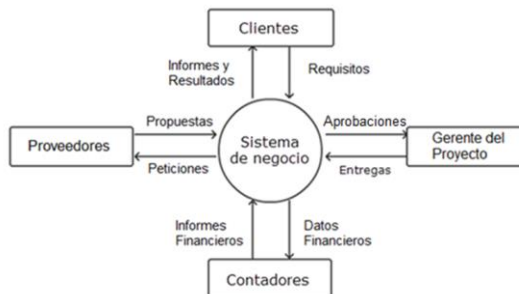 Clientes
Informes y
Resultados
Requisitos
Propuestas
Aprobaciones
Proveedores
Sistema
de negocio
Gerente del
Proyecto
Peticiones
Entregas
Informes
Financieros
Datos
Financieros
Contadores